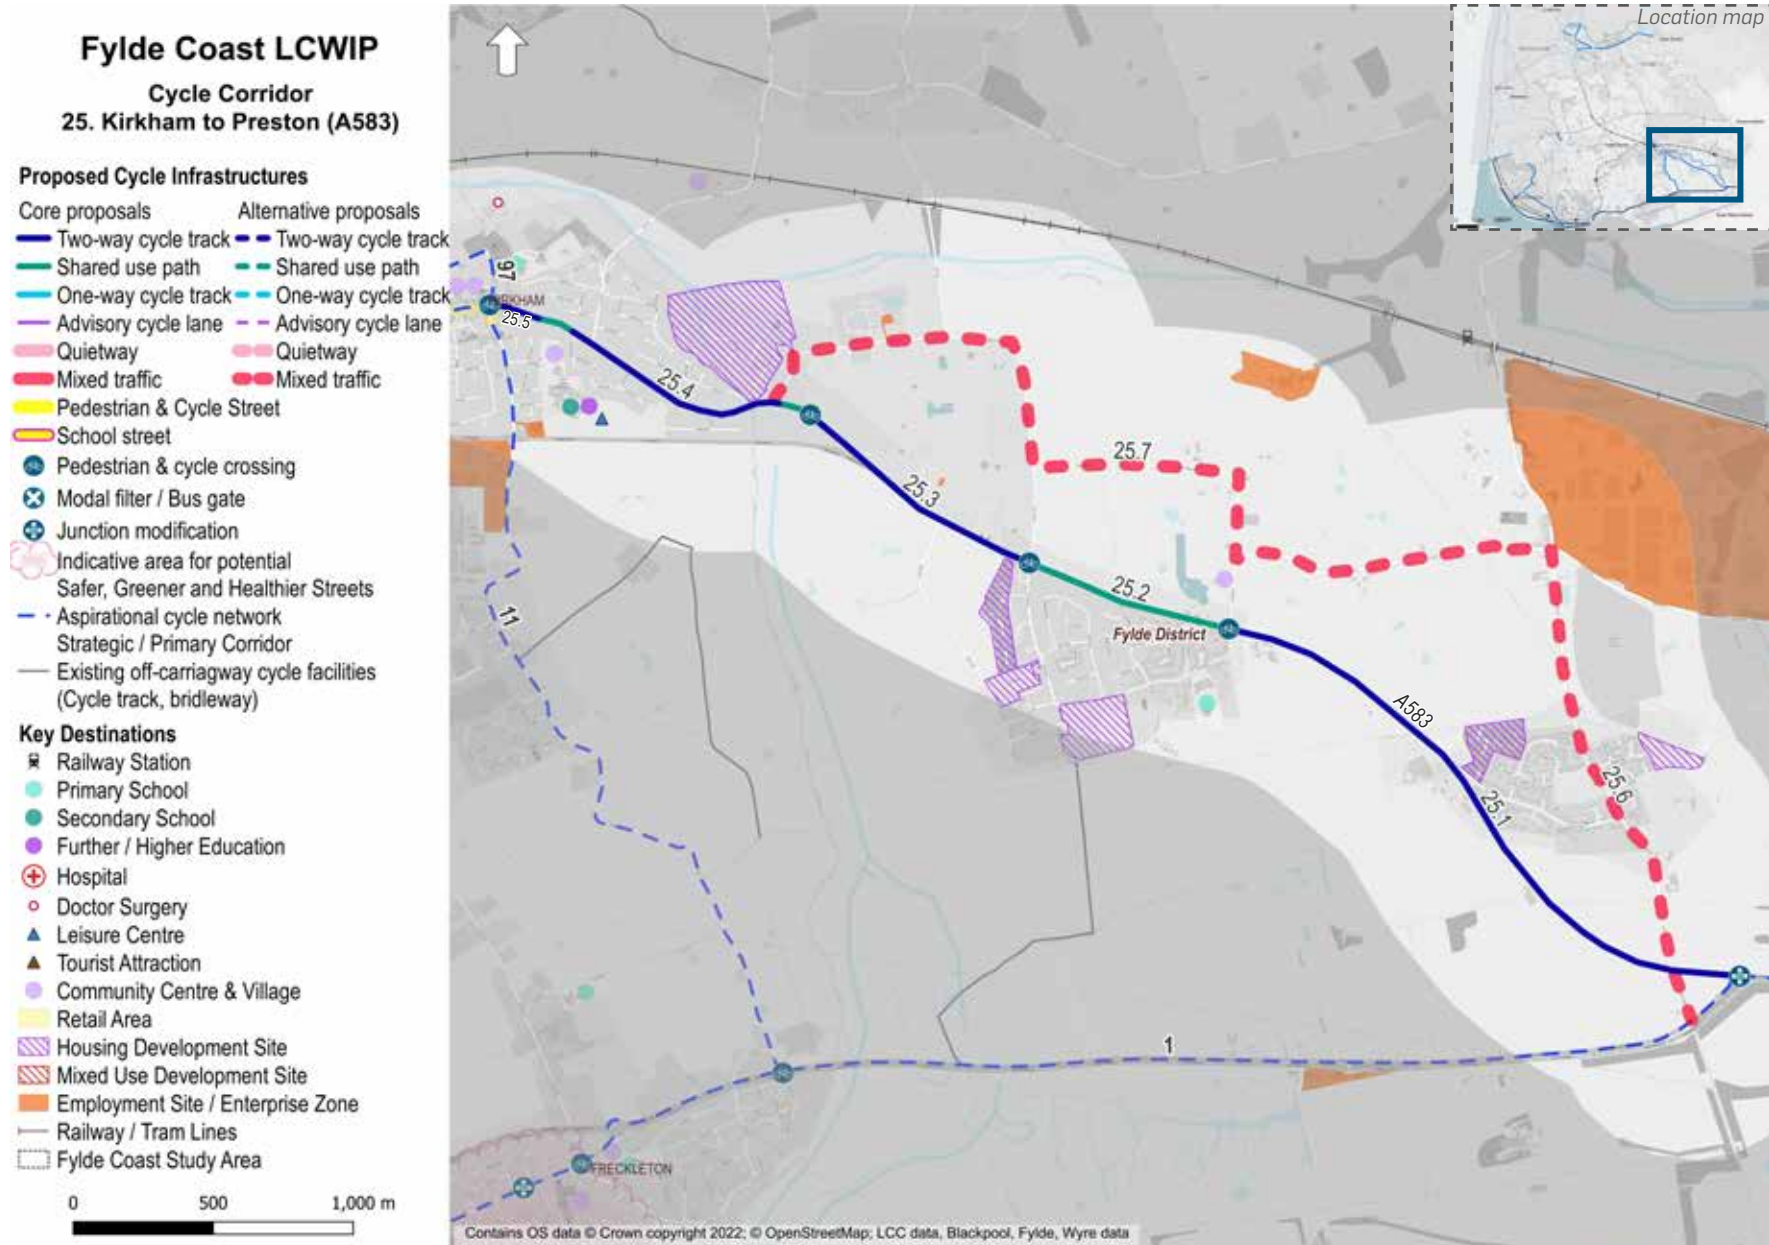 Fylde Coast LCWIP
Cycle Corridor
25. Kirkham to Preston (A583)
Proposed Cycle Infrastructures
Core proposals Alternative proposals
Two-way cycle track Two-way cycle track
Shared use path Shared use path
One-way cycle track One-way cycle track
Advisory cycle lane Advisory cycle lane
Quietway Quietway
Mixed traffic Mixed traffic
Pedestrian & Cycle Street
School street
Pedestrian & cycle crossing
Modal filter / Bus gate
Junction modification
Indicative area for potential
Safer, Greener and Healthier Streets
Aspirational cycle network
Strategic / Primary Corridor
Existing off-carriagway cycle facilities
(Cycle track, bridleway)
Key Destinations
Railway Station
Primary School
Secondary School
Further / Higher Education
Hospital
Doctor Surgery
Leisure Centre
Tourist Attraction
Community Centre & Village
Retail Area
Housing Development Site
Mixed Use Development Site
Employment Site / Enterprise Zone
Railway / Tram Lines
Fylde Coast Study Area
0 500 1,000 m
Location map
97
KIRKHAM
25.5
25.4
25.3
25.7
25.2
Fylde District
A583
25.1
25.6
11
1
FRECKLETON
Contains OS data © Crown copyright 2022; © OpenStreetMap; LCC data, Blackpool, Fylde, Wyre data